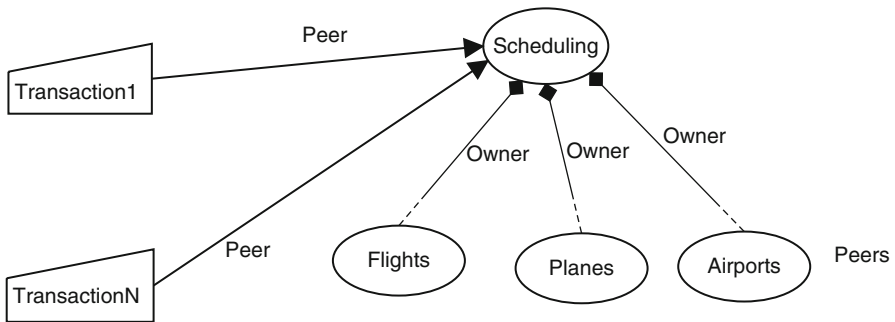 Peer
Scheduling
Transaction1
Owner
Owner
Owner
Peer
Flights
Planes
Airports
Peers
TransactionN